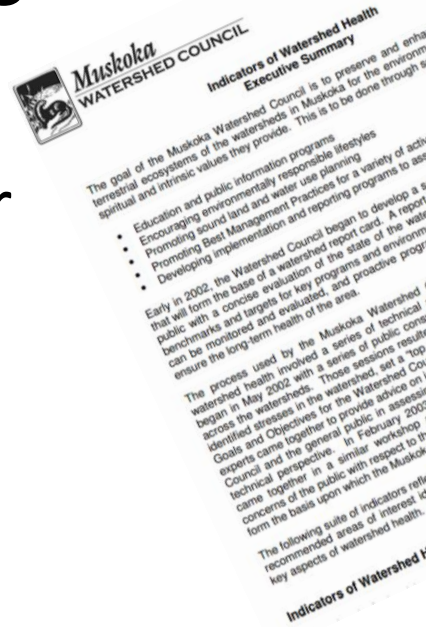 Muskoka
WATERSHED COUNCIL
Indicators of Watershed Health
Executive Summary
The goal of the Muskoka Watershed Council is to preserve and enha
terrestrial ecosystems of the watersheds in Muskoka for the environm
spiritual and intrinsic values they provide. This is to be done through s
• Education and public information programs
• Encouraging environmentally responsible lifestyles
• Promoting sound land and water use planning
• Promoting Best Management Practices for a variety of activ
• Developing implementation and reporting programs to ass
Early in 2002, the Watershed Council began to develop a s
that will form the base of a watershed report card. A report
public with a concise evaluation of the state of the wate
benchmarks and targets for key programs and environm
can be monitored and evaluated, and proactive progr
ensure the long-term health of the area.
The process used by the Muskoka Watershed C
watershed health involved a series of technical
began in May 2002 with a series of public cons
across the watersheds. Those sessions resulte
identified stresses in the watershed, set a "top
Goals and Objectives for the Watershed Cou
experts came together to provide advice on
Council and the general public in assess
technical perspective. In February 2003
came together in a similar workshop
concerns of the public with respect to th
form the basis upon which the Muskok
The following suite of indicators refle
recommended areas of interest id
key aspects of watershed health.
Indicators of Watershed H